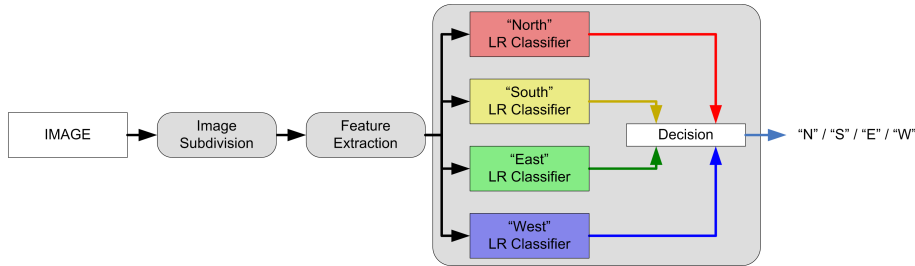 IMAGE
Image
Subdivision
Feature
Extraction
“North”
LR Classifier
“South”
LR Classifier
“East”
LR Classifier
“West”
LR Classifier
Decision
“N” / “S” / “E” / “W”